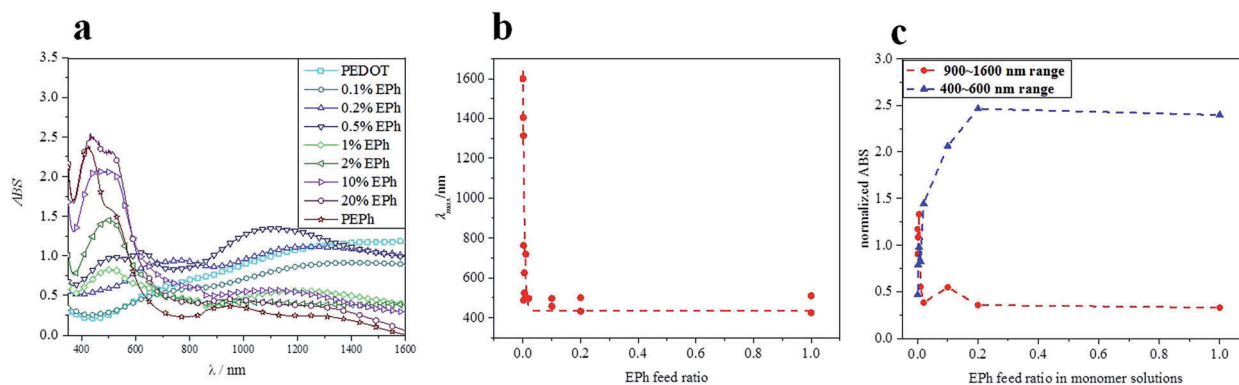 a
3.5
3.0
2.5
2.0
1.5
1.0
0.5
0.0
ABS
400 600 800 1000 1200 1400 1600
λ / nm
PEDOT
0.1% EPh
0.2% EPh
0.5% EPh
1% EPh
2% EPh
10% EPh
20% EPh
PEPh
b
1600
1400
1200
1000
800
600
400
λmax/nm
0.0 0.2 0.4 0.6 0.8 1.0
EPh feed ratio
c
3.0
2.5
2.0
1.5
1.0
0.5
0.0
normalized ABS
900~1600 nm range
400~600 nm range
0.0 0.2 0.4 0.6 0.8 1.0
EPh feed ratio in monomer solutions